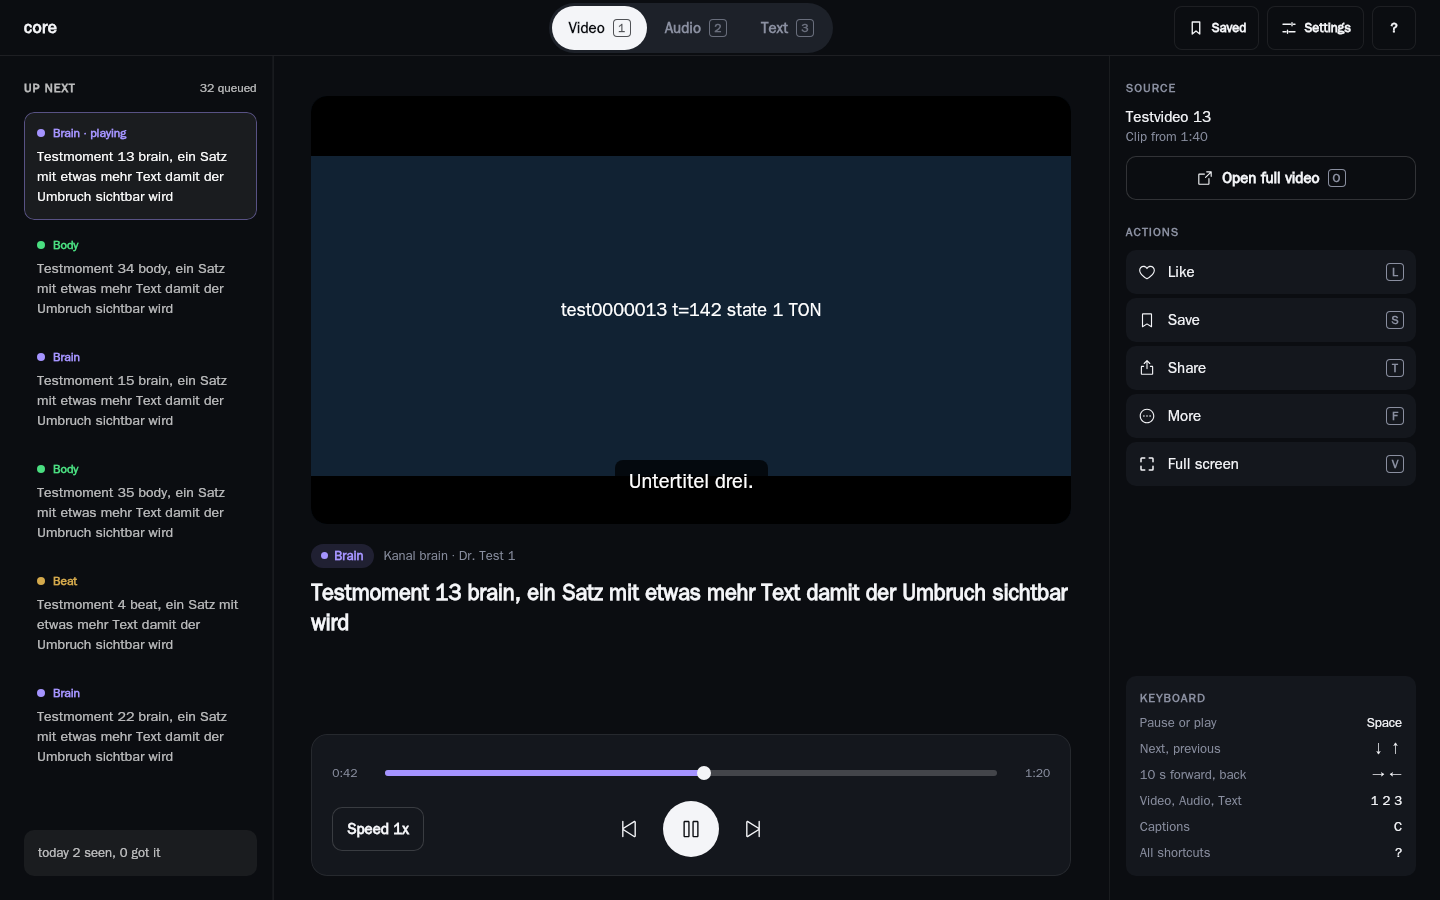 core
Video 1
Audio 2
Text 3
Saved
Settings
?
UP NEXT
32 queued
Brain · playing
Testmoment 13 brain, ein Satz
mit etwas mehr Text damit der
Umbruch sichtbar wird
Body
Testmoment 34 body, ein Satz
mit etwas mehr Text damit der
Umbruch sichtbar wird
Brain
Testmoment 15 brain, ein Satz
mit etwas mehr Text damit der
Umbruch sichtbar wird
Body
Testmoment 35 body, ein Satz
mit etwas mehr Text damit der
Umbruch sichtbar wird
Beat
Testmoment 4 beat, ein Satz mit
etwas mehr Text damit der
Umbruch sichtbar wird
Brain
Testmoment 22 brain, ein Satz
mit etwas mehr Text damit der
Umbruch sichtbar wird
today 2 seen, 0 got it
test0000013 t=142 state 1 TON
Untertitel drei.
Brain
Kanal brain · Dr. Test 1
Testmoment 13 brain, ein Satz mit etwas mehr Text damit der Umbruch sichtbar
wird
0:42
1:20
Speed 1x
SOURCE
Testvideo 13
Clip from 1:40
Open full video O
ACTIONS
Like L
Save S
Share T
More F
Full screen V
KEYBOARD
Pause or play Space
Next, previous ↓ ↑
10 s forward, back → ←
Video, Audio, Text 1 2 3
Captions C
All shortcuts ?